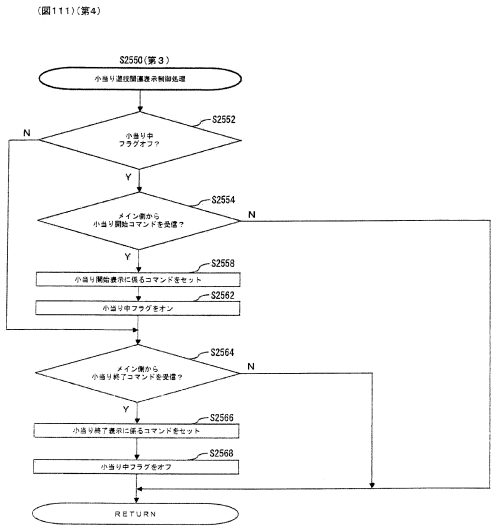 (図111)(第4)
S2550(第3)
小当り遊技関連表示制御処理
S2552
小当り中
フラグオフ?
N
Y
S2554
メイン側から
小当り開始コマンドを受信?
N
Y
S2558
小当り開始表示に係るコマンドをセット
S2562
小当り中フラグをオン
S2564
メイン側から
小当り終了コマンドを受信?
N
Y
S2566
小当り終了表示に係るコマンドをセット
S2568
小当り中フラグをオフ
RETURN